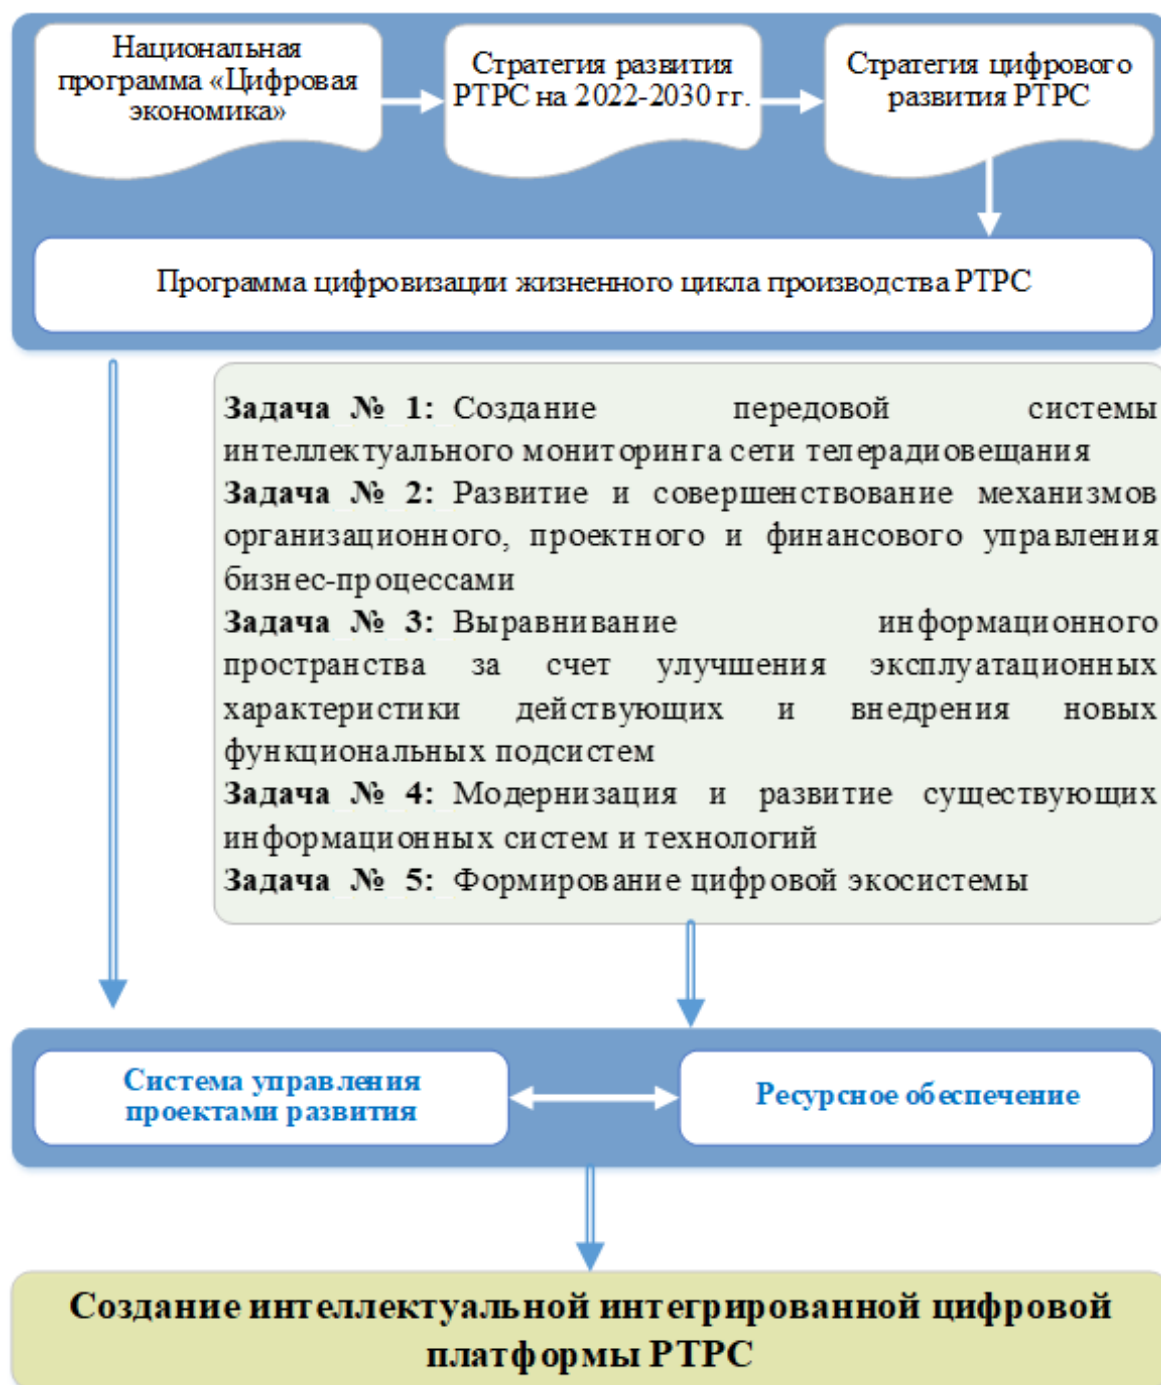 Национальная
программа «Цифровая
экономика»
Стратегия развития
РТРС на 2022-2030 гг.
Стратегия цифрового
развития РТРС
Программа цифровизации жизненного цикла производства РТРС
Задача № 1: Создание передовой системы
интеллектуального мониторинга сети телерадиовещания
Задача № 2: Развитие и совершенствование механизмов
организационного, проектного и финансового управления
бизнес-процессами
Задача № 3: Выравнивание информационного
пространства за счет улучшения эксплуатационных
характеристики действующих и внедрения новых
функциональных подсистем
Задача № 4: Модернизация и развитие существующих
информационных систем и технологий
Задача № 5: Формирование цифровой экосистемы
Система управления
проектами развития
Ресурсное обеспечение
Создание интеллектуальной интегрированной цифровой
платформы РТРС